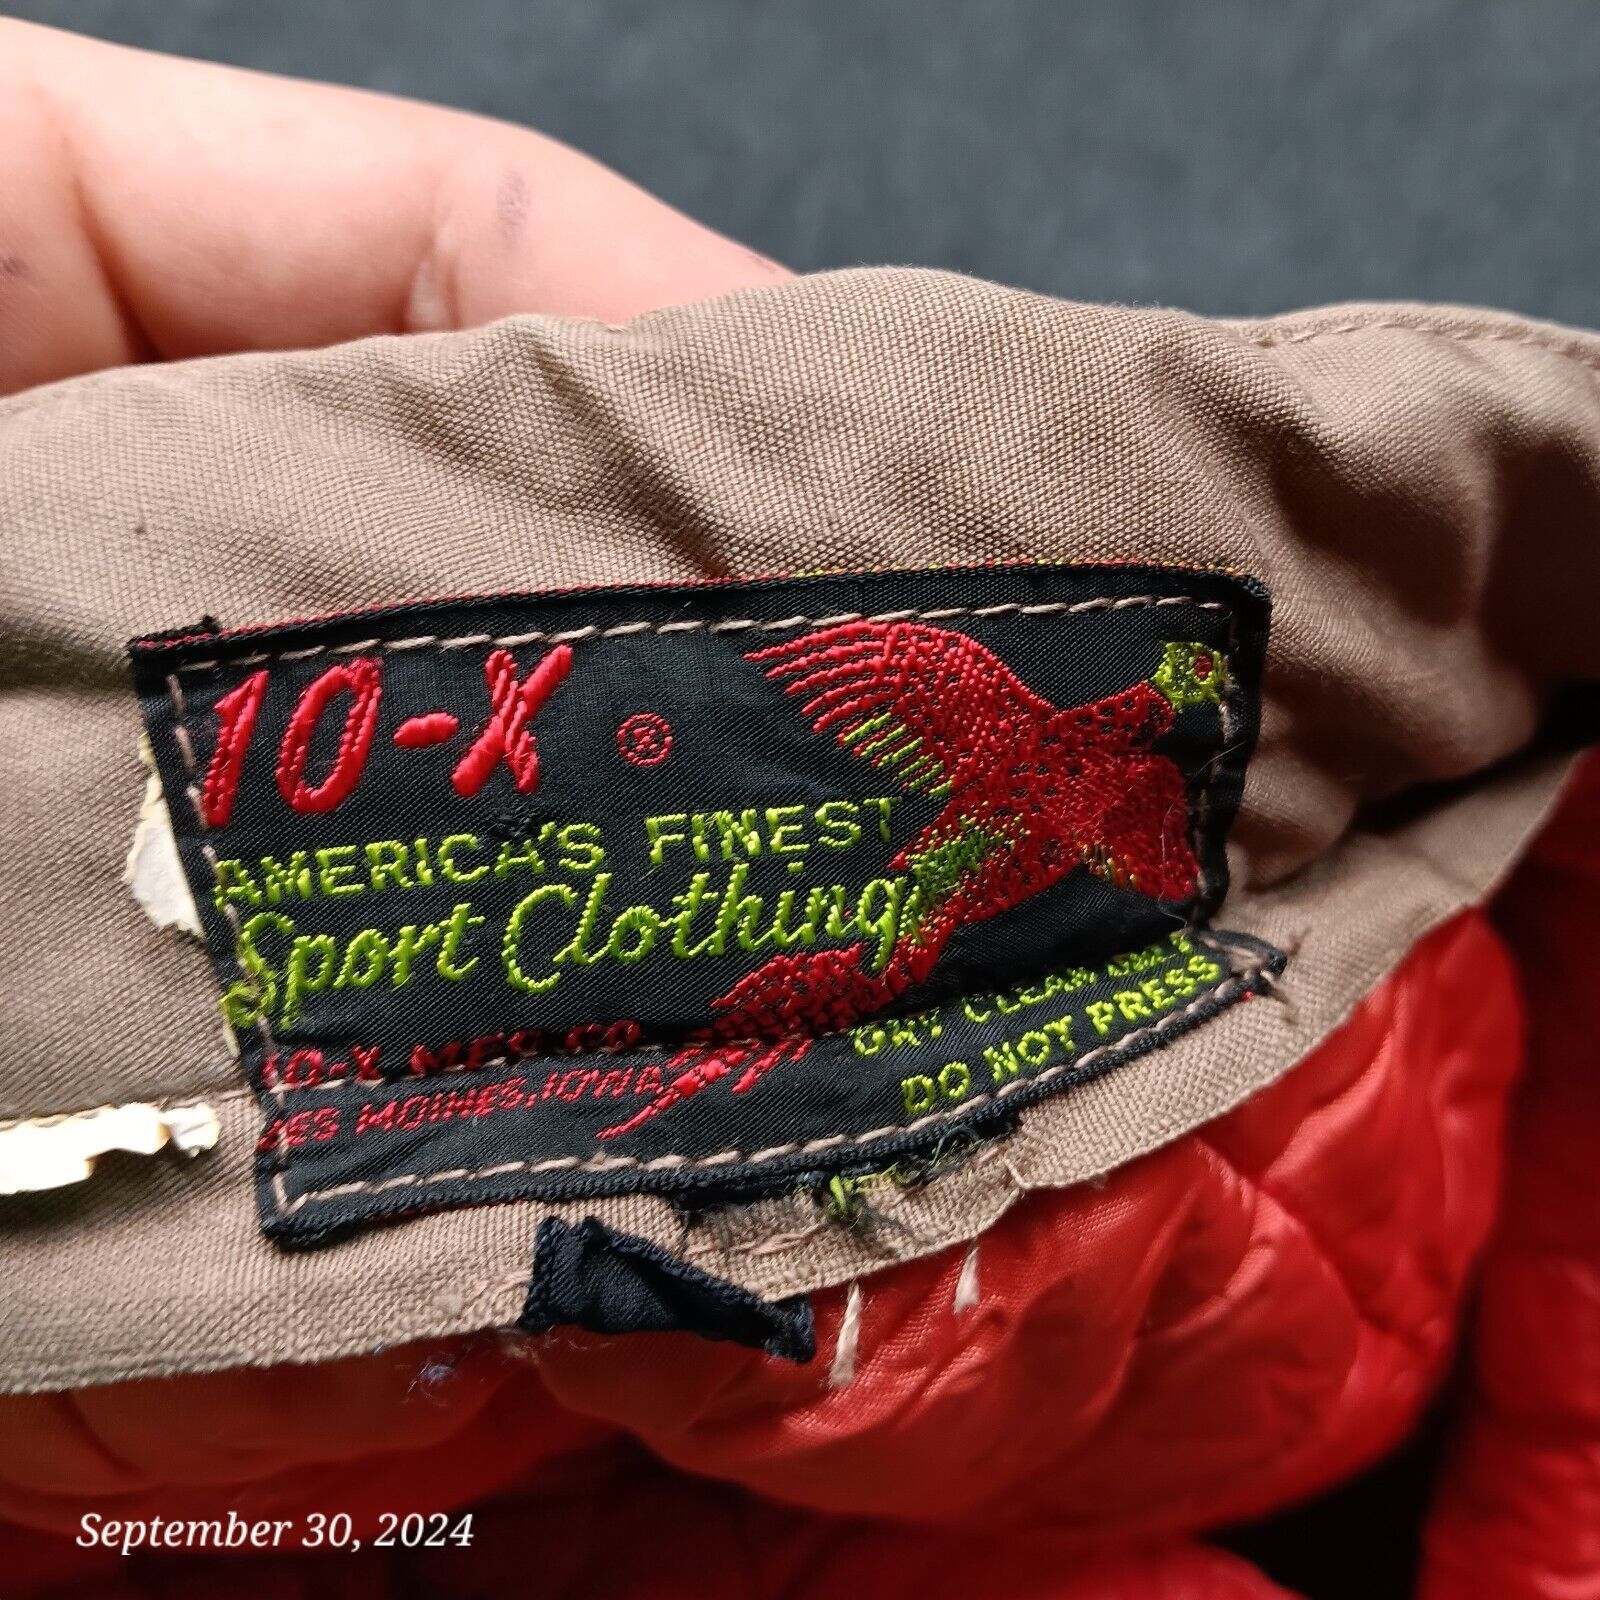 10-X ®
AMERICA'S FINEST
Sport Clothing
10-X MFG. CO.
DES MOINES, IOWA
DRY CLEAN ONLY
DO NOT PRESS
September 30, 2024